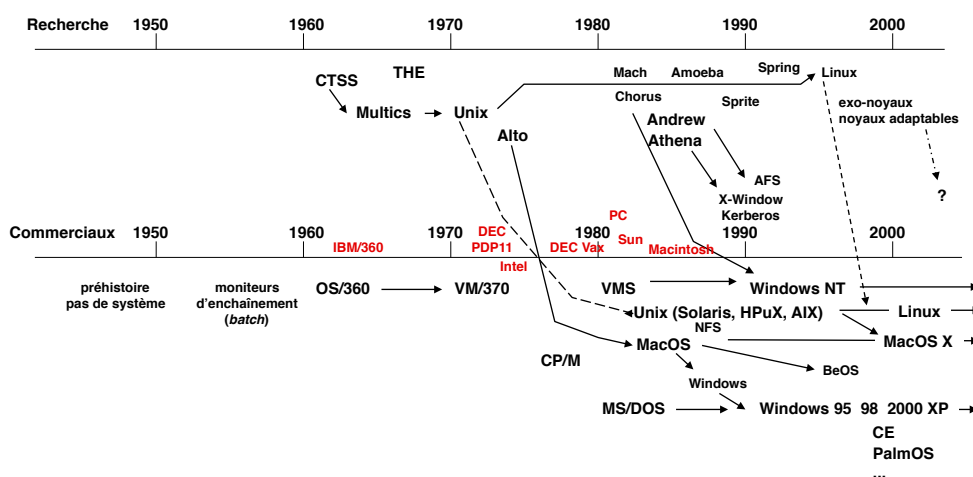 Recherche 1950 1960 1970 1980 1990 2000
THE Mach Amoeba Spring Linux
CTSS
Chorus Sprite exo-noyaux
Multics Unix Andrew noyaux adaptables
Alto Athena
AFS
X-Window ?
Kerberos
PC
Commerciaux 1950 1960 1970 1980 1990 2000
DEC Sun
IBM/360 PDP11 DEC Vax Macintosh
Intel
préhistoire moniteurs OS/360 VM/370 VMS Windows NT
pas de système d'enchaînement
(batch) Unix (Solaris, HPuX, AIX) Linux
NFS
MacOS MacOS X
CP/M BeOS
Windows
MS/DOS Windows 95 98 2000 XP
CE
PalmOS
...